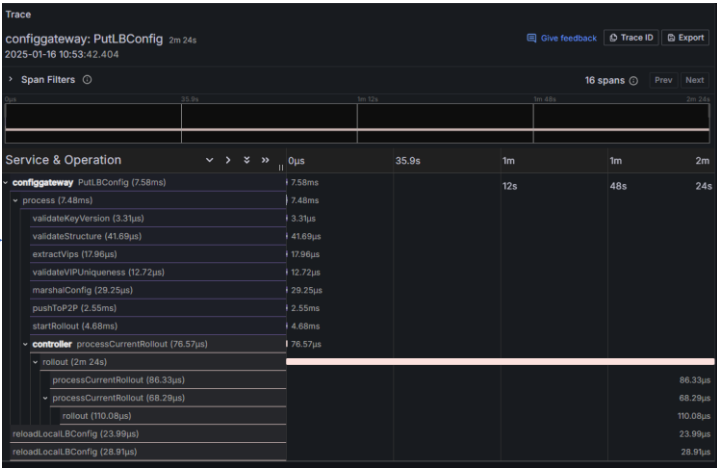 Trace
configgateway: PutLBConfig 2m 24s
Give feedback
Trace ID
Export
2025-01-16 10:53:42.404
Span Filters
16 spans
Prev
Next
0µs 35.9s 1m 12s 1m 48s 2m 24s
Service & Operation
0µs 35.9s 1m 12s 1m 48s 2m 24s
configgateway PutLBConfig (7.58ms) 7.58ms
process (7.48ms) 7.48ms
validateKeyVersion (3.31µs) 3.31µs
validateStructure (41.69µs) 41.69µs
extractVips (17.96µs) 17.96µs
validateVIPUniqueness (12.72µs) 12.72µs
marshalConfig (29.25µs) 29.25µs
pushToP2P (2.55ms) 2.55ms
startRollout (4.68ms) 4.68ms
controller processCurrentRollout (76.57µs) 76.57µs
rollout (2m 24s)
processCurrentRollout (86.33µs) 86.33µs
processCurrentRollout (68.29µs) 68.29µs
rollout (110.08µs) 110.08µs
reloadLocalLBConfig (23.99µs) 23.99µs
reloadLocalLBConfig (28.91µs) 28.91µs